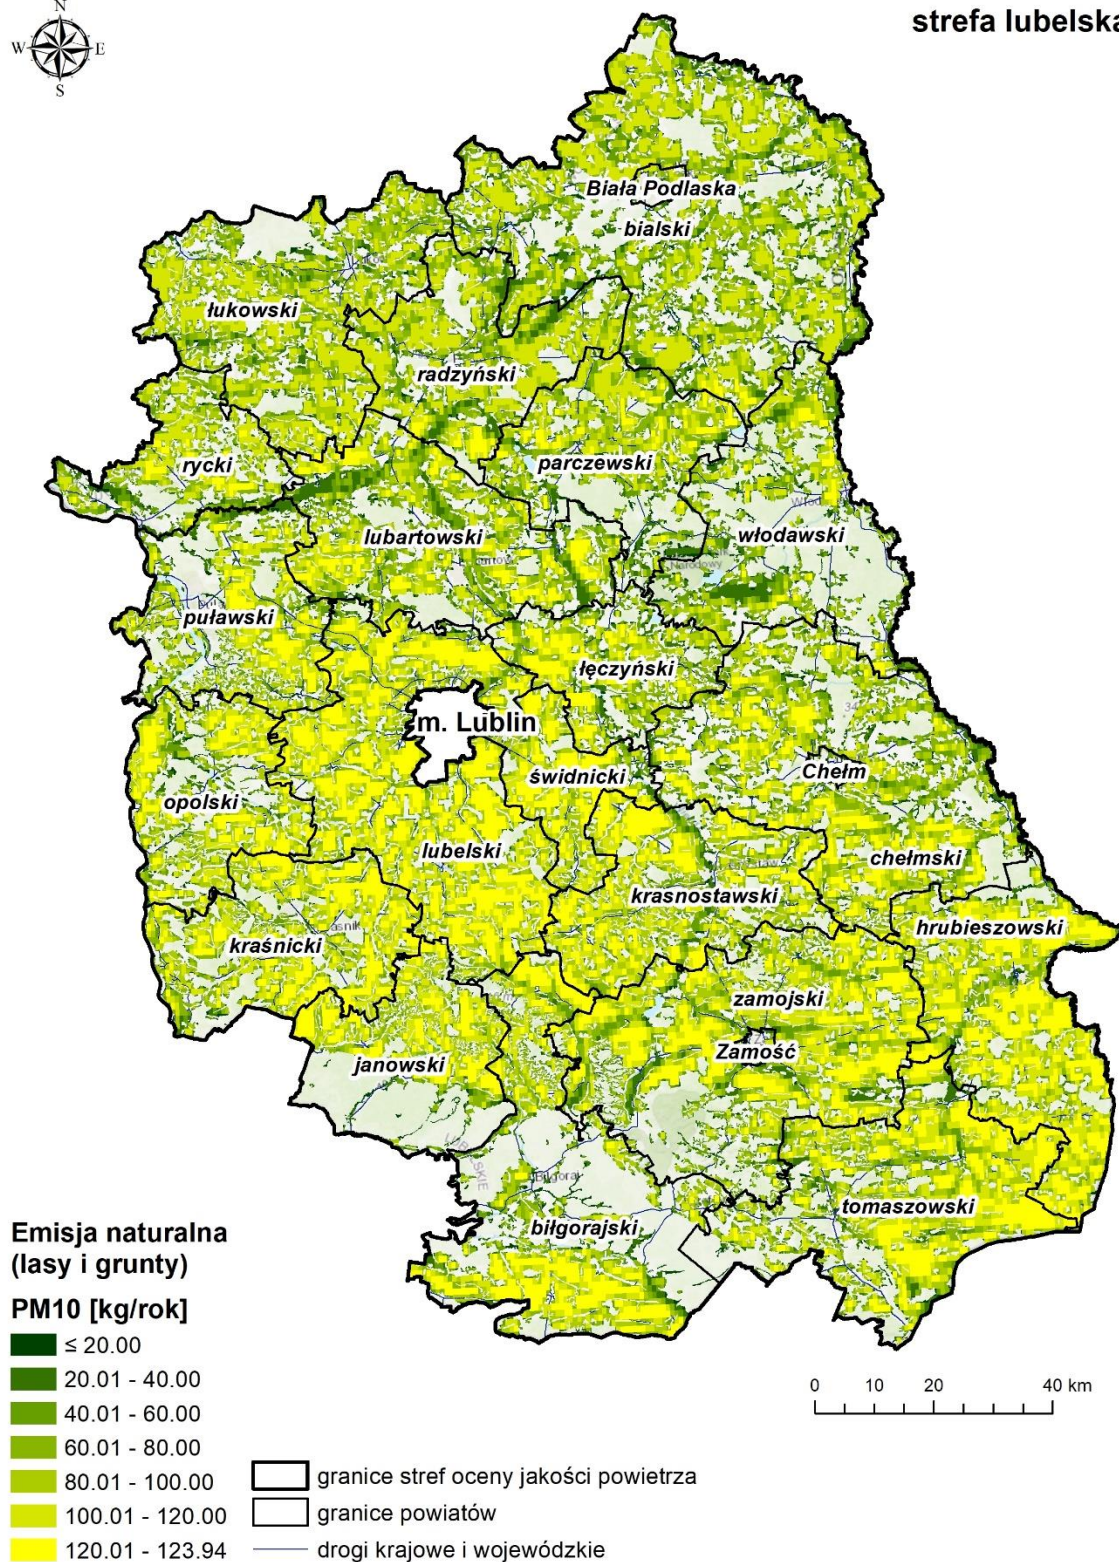 N
W E
S
strefa lubelska
Biała Podlaska
bialski
łukowski
radzyński
rycki
parczewski
lubartowski
włodawski
Narodowy
puławski
łęczyński
m. Lublin
świdnicki
Chełm
opolski
lubelski
chełmski
krasnostawski
hrubieszowski
kraśnicki
zamojski
Zamość
janowski
tomaszowski
biłgorajski
Emisja naturalna
(lasy i grunty)
PM10 [kg/rok]
≤ 20.00
20.01 - 40.00
40.01 - 60.00
60.01 - 80.00
80.01 - 100.00
100.01 - 120.00
120.01 - 123.94
0 10 20 40 km
granice stref oceny jakości powietrza
granice powiatów
drogi krajowe i wojewódzkie